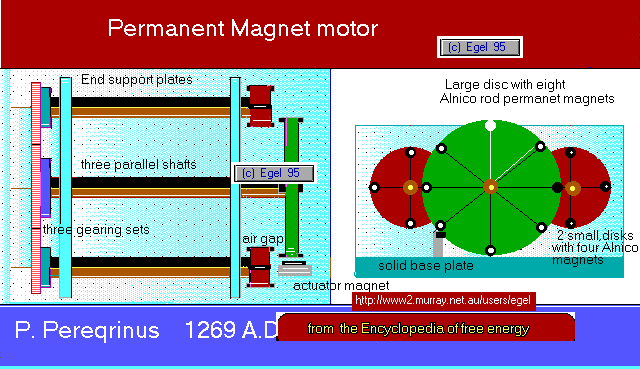 Permanent Magnet motor
(c) Egel 95
End support plates
three parallel shafts
(c) Egel 95
three gearing sets
air gap
actuator magnet
Large disc with eight
Alnico rod permanet magnets
2 small disks
with four Alnico
magnets
solid base plate
http://www2.murray.net.au/users/egel
P. Pereqrinus 1269 A.D
from the Encyclopedia of free energy